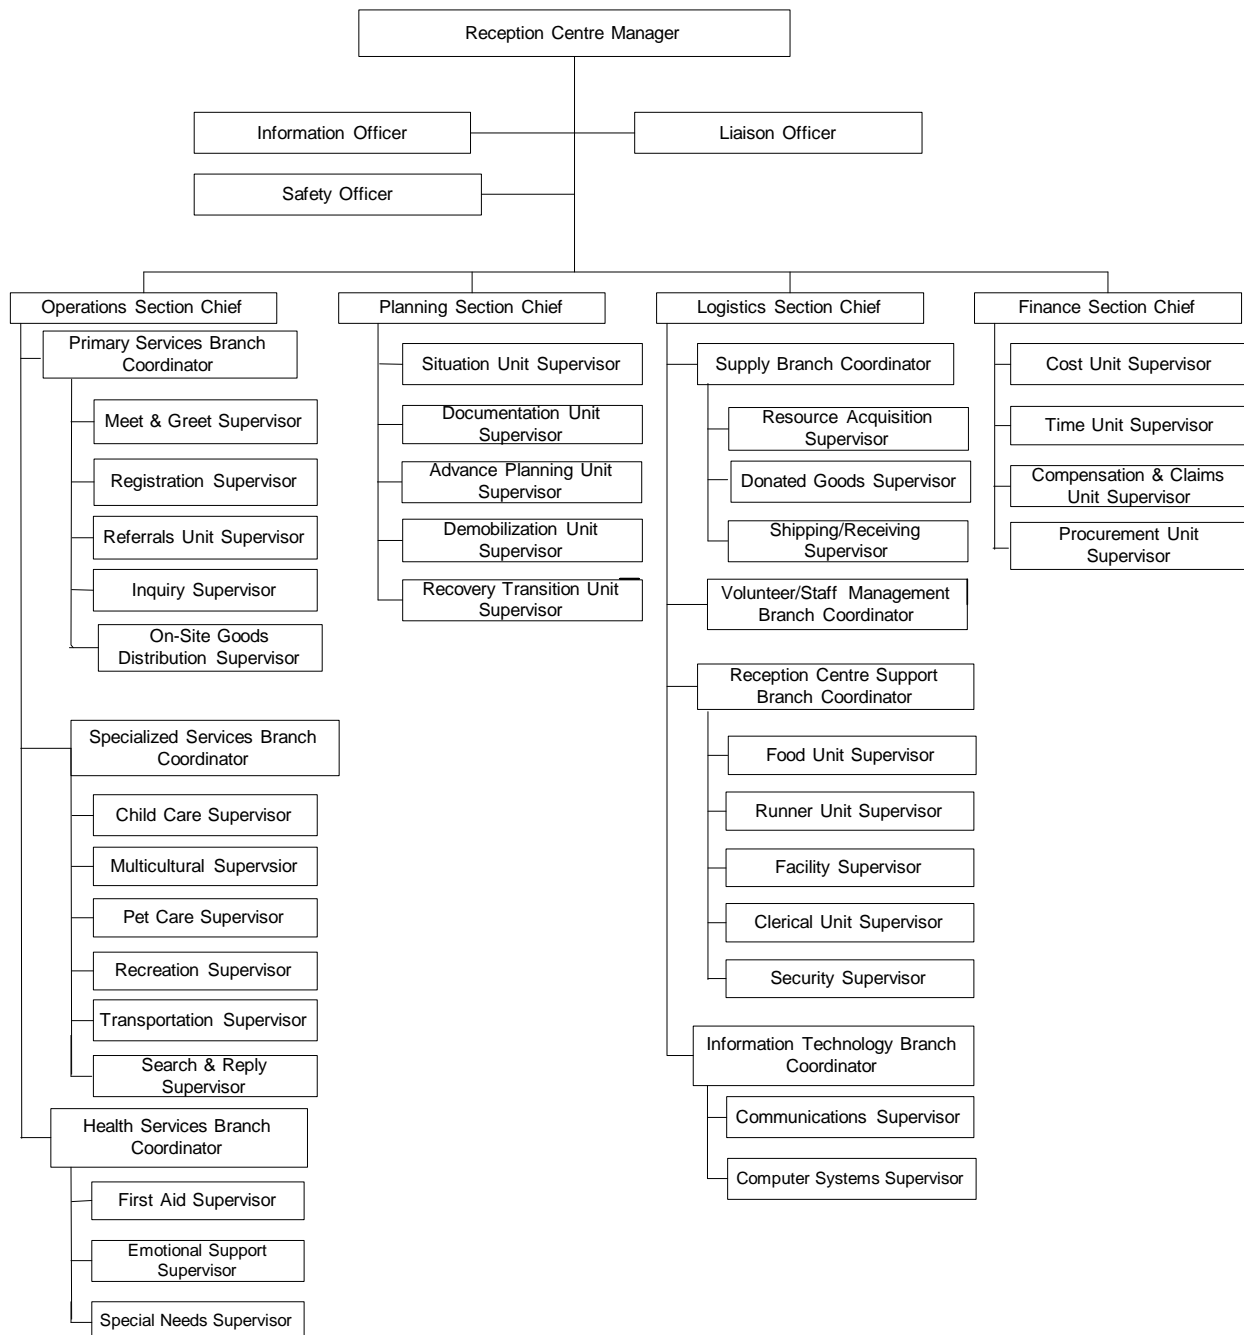 Reception Centre Manager
Information Officer
Liaison Officer
Safety Officer
Operations Section Chief
Primary Services Branch
Coordinator
Meet & Greet Supervisor
Registration Supervisor
Referrals Unit Supervisor
Inquiry Supervisor
On-Site Goods
Distribution Supervisor
Specialized Services Branch
Coordinator
Child Care Supervisor
Multicultural Supervsior
Pet Care Supervisor
Recreation Supervisor
Transportation Supervisor
Search & Reply
Supervisor
Health Services Branch
Coordinator
First Aid Supervisor
Emotional Support
Supervisor
Special Needs Supervisor
Planning Section Chief
Situation Unit Supervisor
Documentation Unit
Supervisor
Advance Planning Unit
Supervisor
Demobilization Unit
Supervisor
Recovery Transition Unit
Supervisor
Logistics Section Chief
Supply Branch Coordinator
Resource Acquisition
Supervisor
Donated Goods Supervisor
Shipping/Receiving
Supervisor
Volunteer/Staff Management
Branch Coordinator
Reception Centre Support
Branch Coordinator
Food Unit Supervisor
Runner Unit Supervisor
Facility Supervisor
Clerical Unit Supervisor
Security Supervisor
Information Technology Branch
Coordinator
Communications Supervisor
Computer Systems Supervisor
Finance Section Chief
Cost Unit Supervisor
Time Unit Supervisor
Compensation & Claims
Unit Supervisor
Procurement Unit
Supervisor